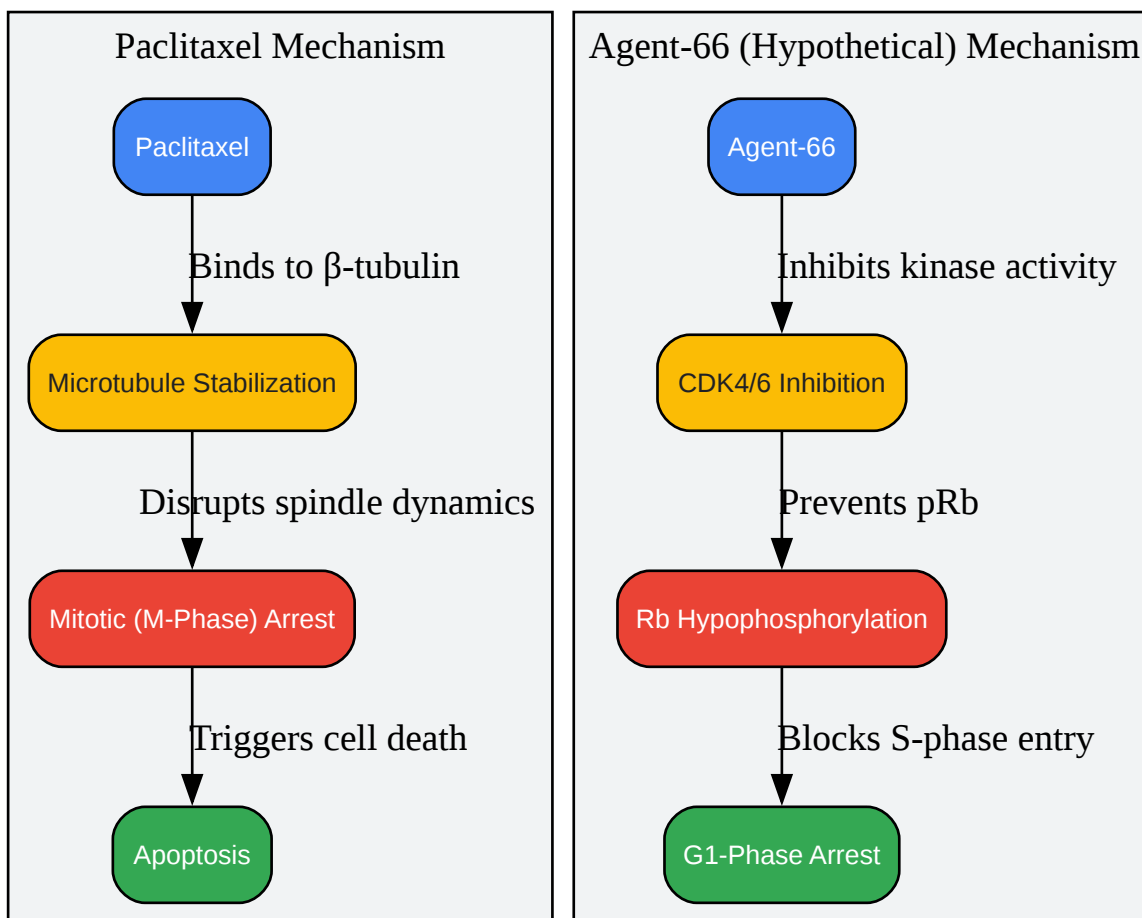 Paclitaxel Mechanism
Paclitaxel
Binds to β-tubulin
Microtubule Stabilization
Disrupts spindle dynamics
Mitotic (M-Phase) Arrest
Triggers cell death
Apoptosis
Agent-66 (Hypothetical) Mechanism
Agent-66
Inhibits kinase activity
CDK4/6 Inhibition
Prevents pRb
Rb Hypophosphorylation
Blocks S-phase entry
G1-Phase Arrest